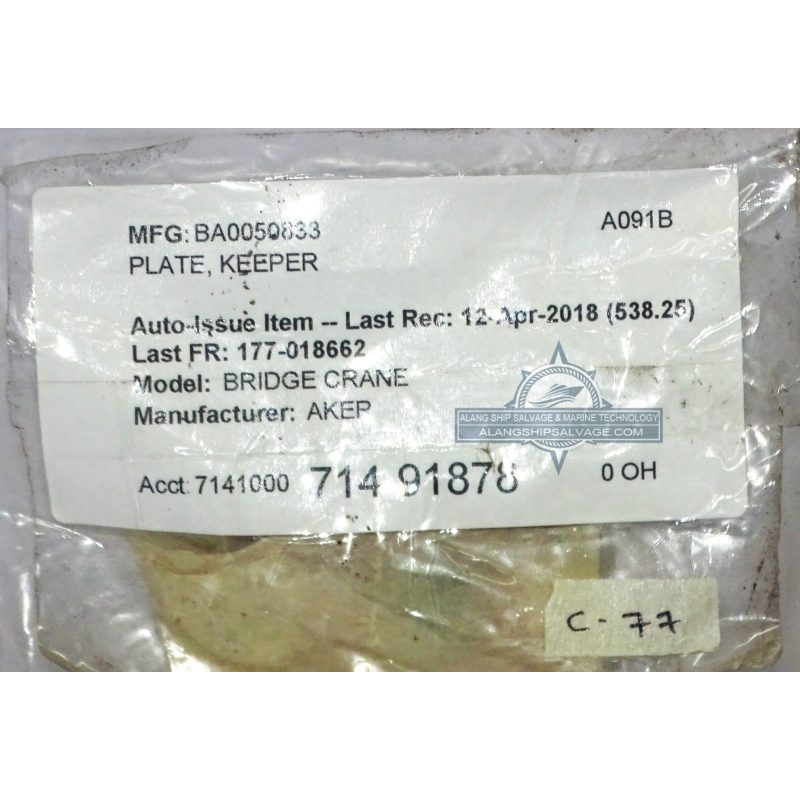 MFG: BA0050833
A091B
PLATE, KEEPER
Auto-Issue Item -- Last Rec: 12-Apr-2018 (538.25)
Last FR: 177-018662
Model: BRIDGE CRANE
Manufacturer: AKER
ALANG SHIP SALVAGE & MARINE TECHNOLOGY
ALANGSHIPSALVAGE.COM
Acct: 7141000 714 91878 0 OH
C-77